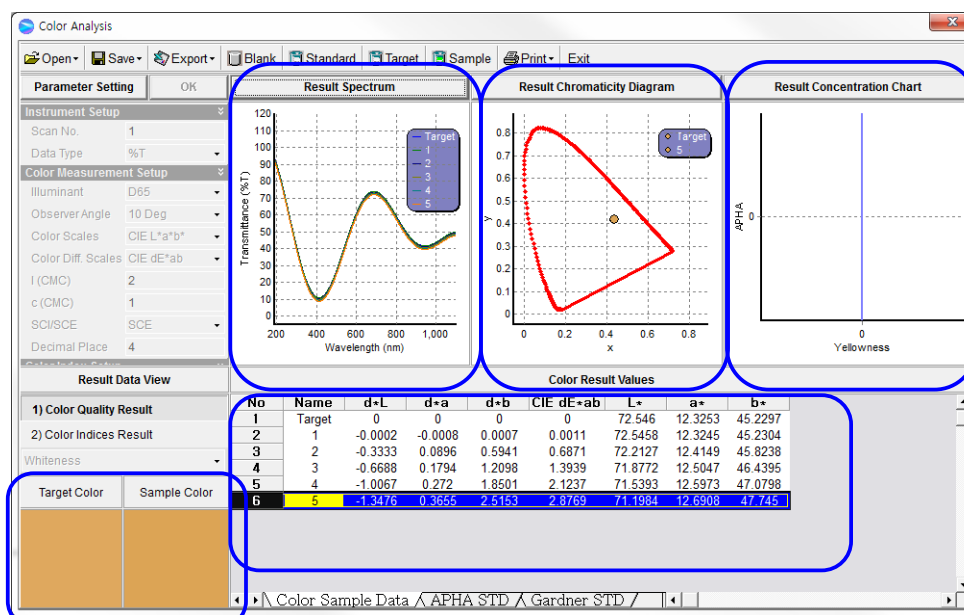 Color Analysis
Open Save Export Blank Standard Target Sample Print Exit
Parameter Setting OK
Instrument Setup
Scan No. 1
Data Type %T
Color Measurement Setup
Illuminant D65
Observer Angle 10 Deg
Color Scales CIE L*a*b*
Color Diff. Scales CIE dE*ab
l (CMC) 2
c (CMC) 1
SCI/SCE SCE
Decimal Place 4
Result Spectrum
120
110
100
90
80
70
60
50
40
30
20
10
0
Transmittance (%T)
200 400 600 800 1,000
Wavelength (nm)
Target
1
2
3
4
5
Result Chromaticity Diagram
0.8
0.7
0.6
0.5
0.4
0.3
0.2
0.1
0
y
0 0.2 0.4 0.6 0.8
x
Target
5
Result Concentration Chart
APHA
0
0
Yellowness
Result Data View
1) Color Quality Result
2) Color Indices Result
Whiteness
Target Color Sample Color
Color Result Values
No Name d*L d*a d*b CIE dE*ab L* a* b*
1 Target 0 0 0 0 72.546 12.3253 45.2297
2 1 -0.0002 -0.0008 0.0007 0.0011 72.5458 12.3245 45.2304
3 2 -0.3333 0.0896 0.5941 0.6871 72.2127 12.4149 45.8238
4 3 -0.6688 0.1794 1.2098 1.3939 71.8772 12.5047 46.4395
5 4 -1.0067 0.272 1.8501 2.1237 71.5393 12.5973 47.0798
6 5 -1.3476 0.3655 2.5153 2.8769 71.1984 12.6908 47.745
Color Sample Data APHA STD Gardner STD